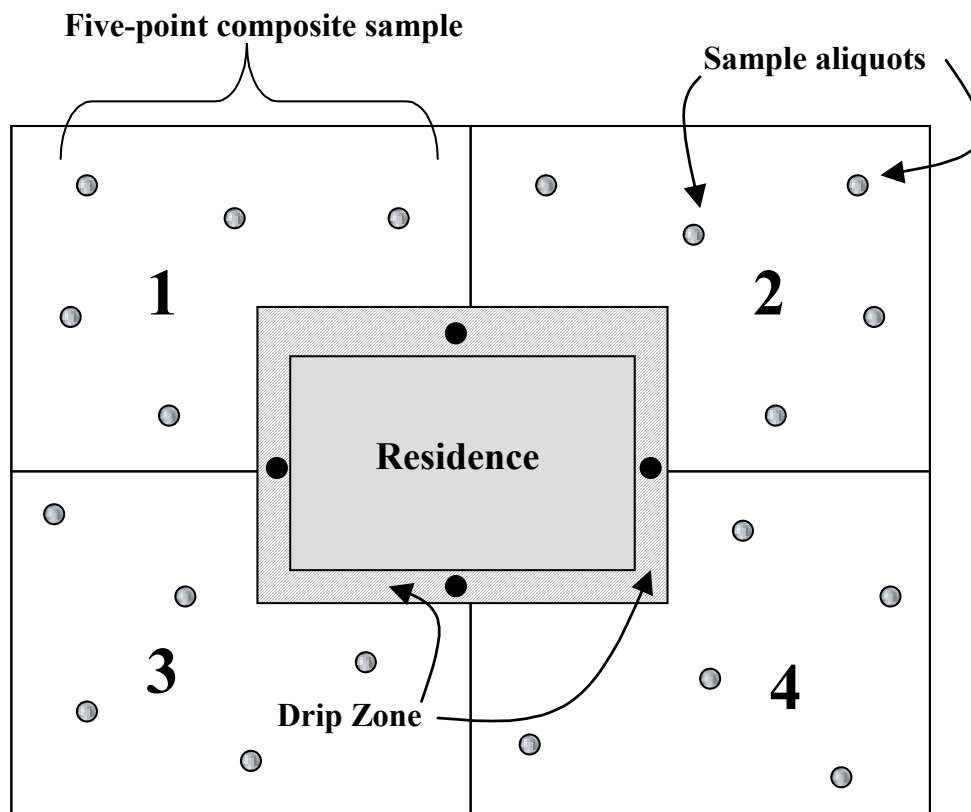 Five-point composite sample
Sample aliquots
1
2
Residence
3
4
Drip Zone